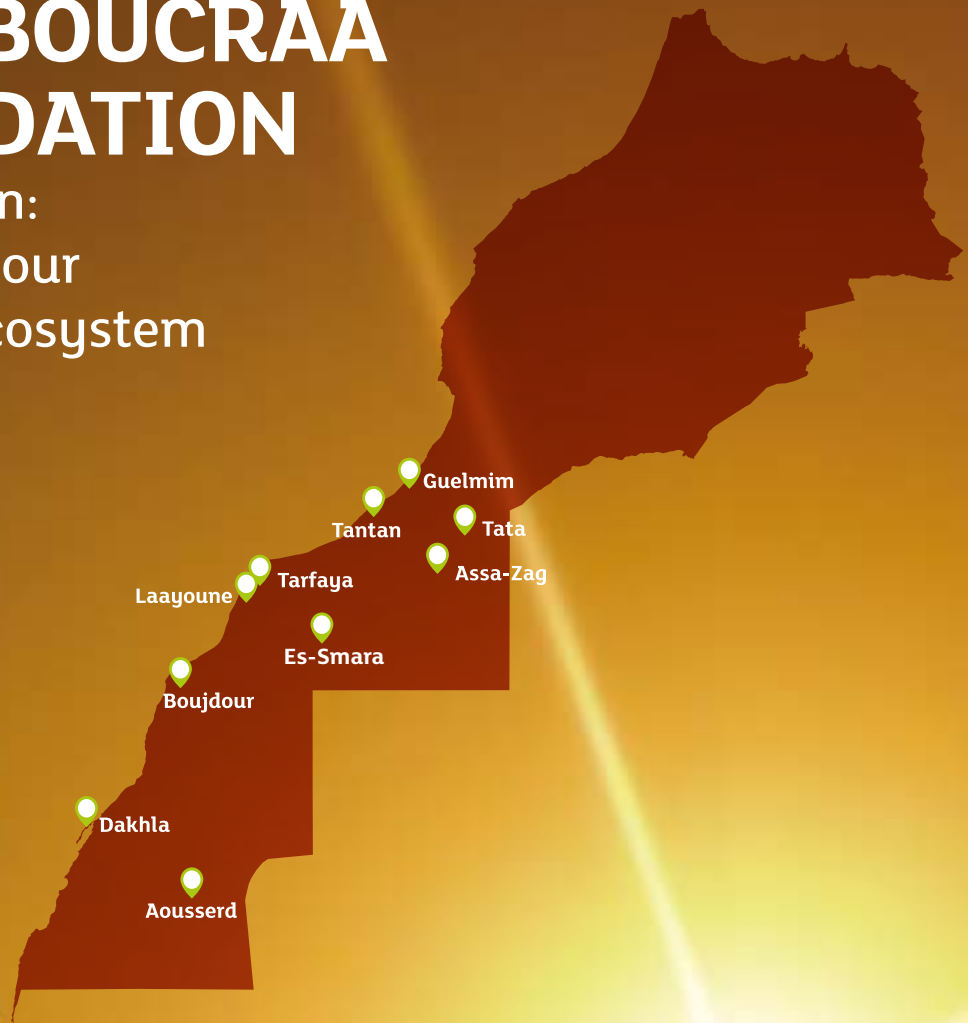 BOUCRAA
DATION
n:
our
cosystem
Guelmim
Tata
Tantan
Assa-Zag
Tarfaya
Laayoune
Es-Smara
Boujdour
Dakhla
Aousserd